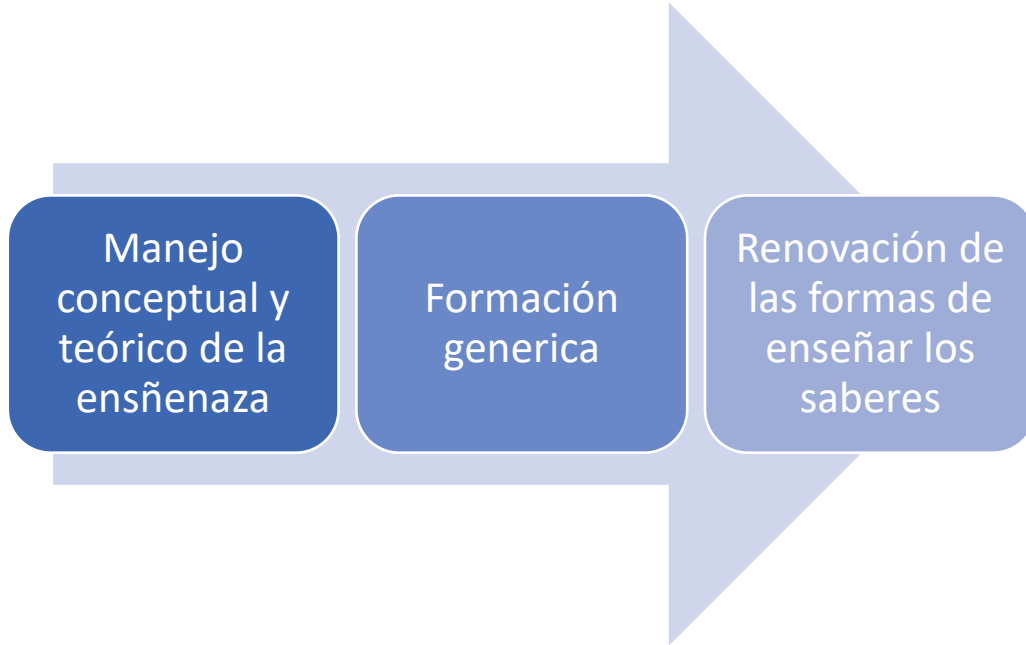 Manejo
conceptual y
teórico de la
ensñenaza
Formación
generica
Renovación de
las formas de
enseñar los
saberes